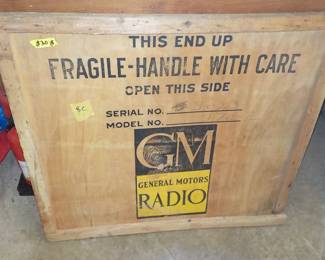 THIS END UP
FRAGILE-HANDLE WITH CARE
OPEN THIS SIDE
S.C.
SERIAL NO.
MODEL NO.
GM
GENERAL MOTORS
RADIO